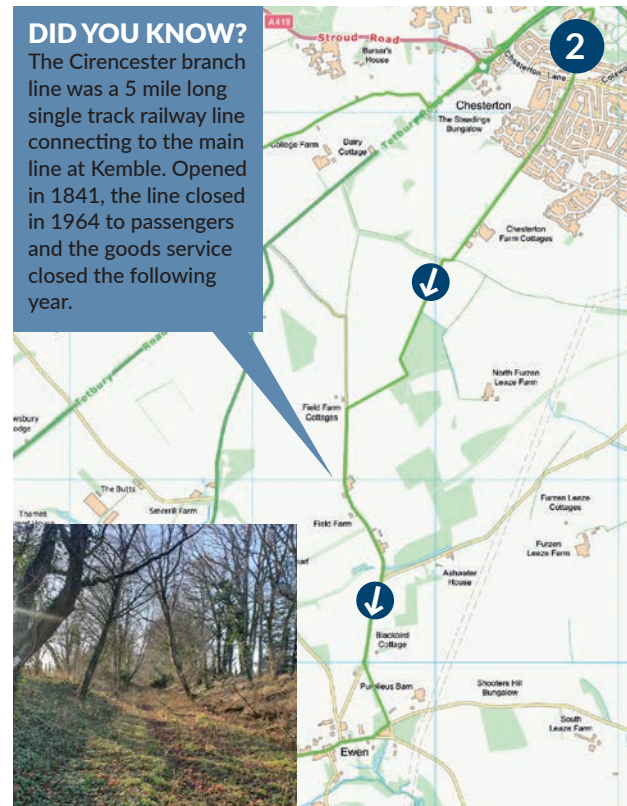 DID YOU KNOW?
The Cirencester branch
line was a 5 mile long
single track railway line
connecting to the main
line at Kemble. Opened
in 1841, the line closed
in 1964 to passengers
and the goods service
closed the following
year.
A419
Stroud Road
Bursar's
House
2
Chesterton Lane
Chesterton
The Steadings
Bungalow
College Farm
Dairy
Cottage
Tetbury Road
Chesterton
Farm Cottages
North Furzen
Leaze Farm
Tetbury Road
Field Farm
Cottages
The Butts
Smerrill Farm
Thames
Field Farm
Furzen Leaze
Cottages
Furzen
Leaze Farm
Ashwater
House
Blackbird
Cottage
Barn
Shooters Hill
Bungalow
South
Leaze Farm
Ewen